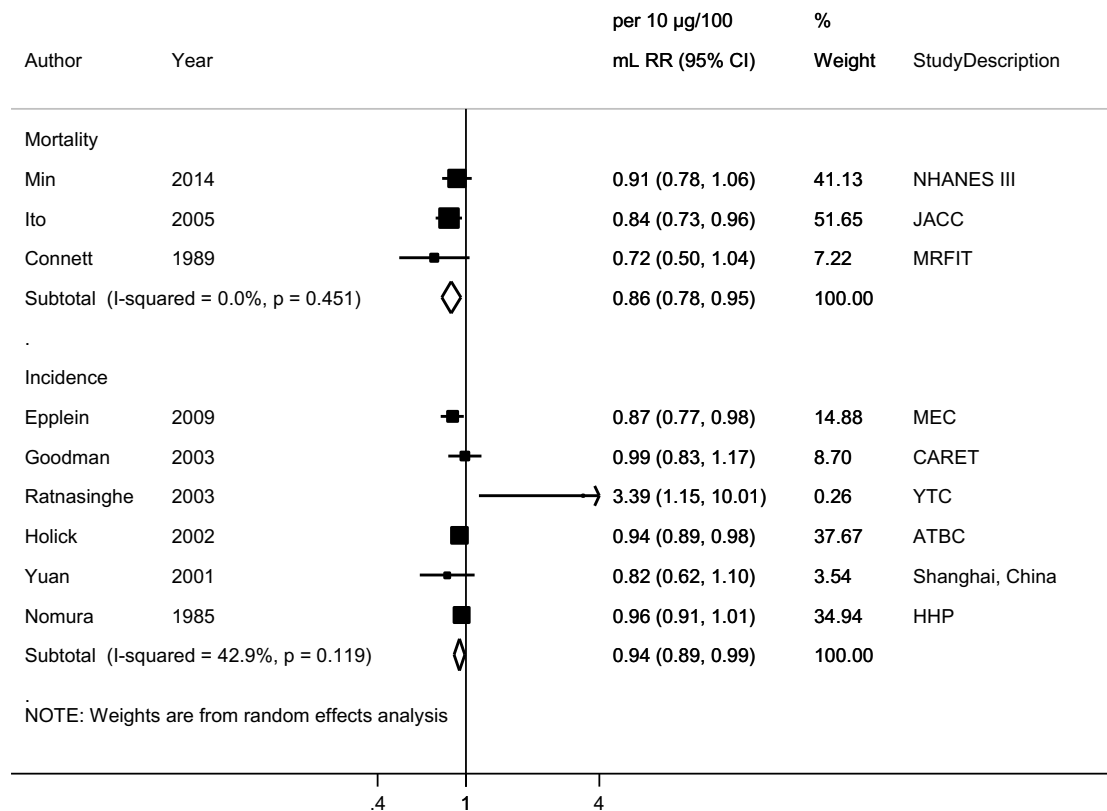 per 10 µg/100 %
Author Year mL RR (95% CI) Weight StudyDescription
Mortality
Min 2014 0.91 (0.78, 1.06) 41.13 NHANES III
Ito 2005 0.84 (0.73, 0.96) 51.65 JACC
Connett 1989 0.72 (0.50, 1.04) 7.22 MRFIT
Subtotal (I-squared = 0.0%, p = 0.451) 0.86 (0.78, 0.95) 100.00
.
Incidence
Epplein 2009 0.87 (0.77, 0.98) 14.88 MEC
Goodman 2003 0.99 (0.83, 1.17) 8.70 CARET
Ratnasinghe 2003 3.39 (1.15, 10.01) 0.26 YTC
Holick 2002 0.94 (0.89, 0.98) 37.67 ATBC
Yuan 2001 0.82 (0.62, 1.10) 3.54 Shanghai, China
Nomura 1985 0.96 (0.91, 1.01) 34.94 HHP
Subtotal (I-squared = 42.9%, p = 0.119) 0.94 (0.89, 0.99) 100.00
.
NOTE: Weights are from random effects analysis
.4 1 4